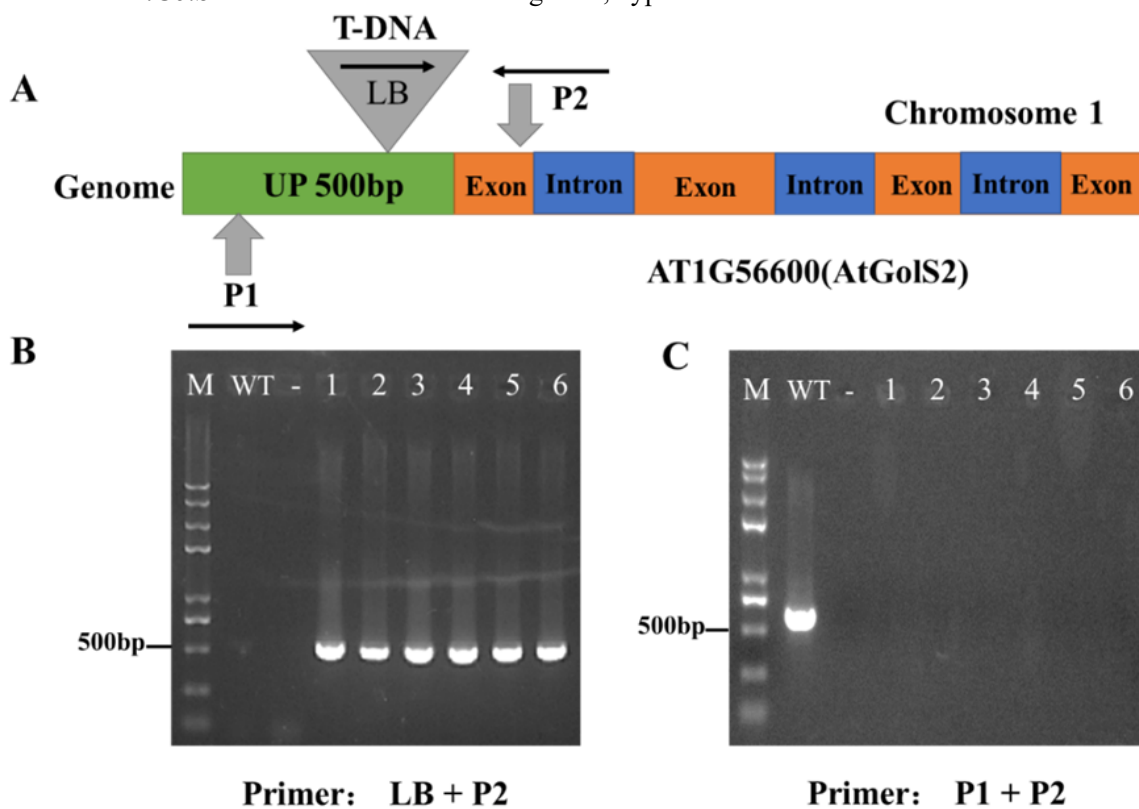 T-DNA
A
LB
P2
Chromosome 1
Genome
UP 500bp
Exon
Intron
Exon
Intron
Exon
Intron
Exon
P1
AT1G56600(AtGolS2)
B
M WT - 1 2 3 4 5 6
500bp
Primer： LB + P2
C
M WT - 1 2 3 4 5 6
500bp
Primer： P1 + P2